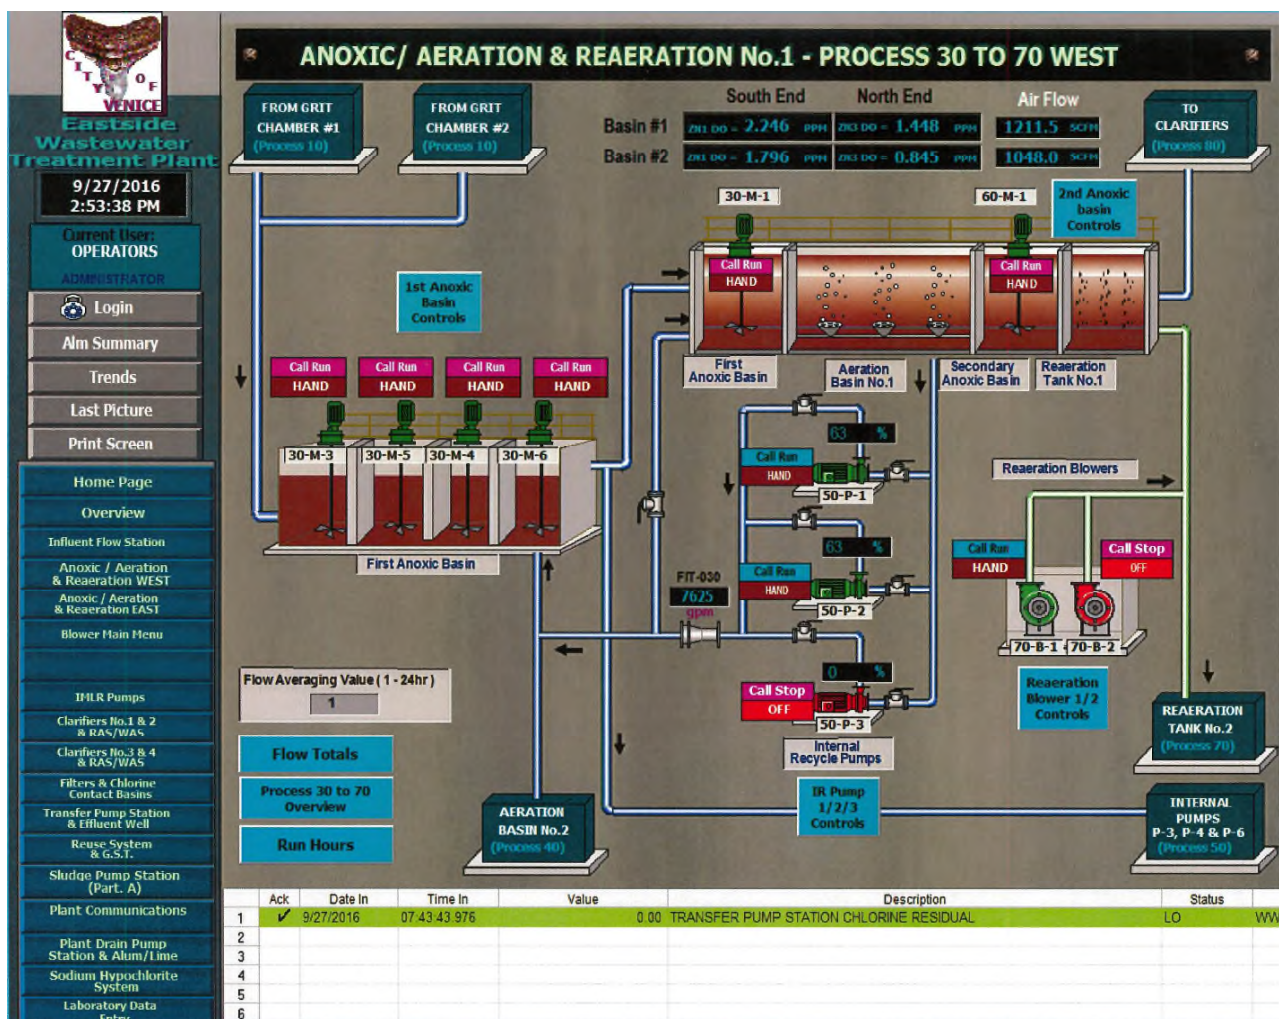 CITY OF
VENICE
Eastside
Wastewater
Treatment Plant
9/27/2016
2:53:38 PM
Current User:
OPERATORS
ADMINISTRATOR
Login
Alm Summary
Trends
Last Picture
Print Screen
Home Page
Overview
Influent Flow Station
Anoxic / Aeration
& Reaeration WEST
Anoxic / Aeration
& Reaeration EAST
Blower Main Menu
IMLR Pumps
Clarifiers No.1 & 2
& RAS/WAS
Clarifiers No.3 & 4
& RAS/WAS
Filters & Chlorine
Contact Basins
Transfer Pump Station
& Effluent Well
Reuse System
& G.S.T.
Sludge Pump Station
(Part. A)
Plant Communications
Plant Drain Pump
Station & Alum/Lime
Sodium Hypochlorite
System
Laboratory Data
Entry
ANOXIC/ AERATION & REAERATION No.1 - PROCESS 30 TO 70 WEST
FROM GRIT
CHAMBER #1
(Process 10)
FROM GRIT
CHAMBER #2
(Process 10)
South End North End Air Flow
Basin #1 ZN1 DO = 2.246 PPM ZN3 DO = 1.448 PPM 1211.5 SCFM
Basin #2 ZN1 DO = 1.796 PPM ZN3 DO = 0.845 PPM 1048.0 SCFM
TO
CLARIFIERS
(Process 80)
30-M-1
60-M-1
2nd Anoxic
basin
Controls
Call Run
HAND
Call Run
HAND
1st Anoxic
Basin
Controls
First
Anoxic Basin
Aeration
Basin No.1
Secondary
Anoxic Basin
Reaeration
Tank No.1
Call Run Call Run Call Run Call Run
HAND HAND HAND HAND
30-M-3 30-M-5 30-M-4 30-M-6
First Anoxic Basin
63 %
Call Run
HAND
50-P-1
63 %
Call Run
HAND
50-P-2
FIT-030
7625
gpm
0 %
Call Stop
OFF
50-P-3
Internal
Recycle Pumps
IR Pump
1/2/3
Controls
Reaeration Blowers
Call Run
HAND
Call Stop
OFF
70-B-1 70-B-2
Reaeration
Blower 1/2
Controls
REAERATION
TANK No.2
(Process 70)
INTERNAL
PUMPS
P-3, P-4 & P-6
(Process 50)
Flow Averaging Value ( 1 - 24hr )
1
Flow Totals
Process 30 to 70
Overview
Run Hours
AERATION
BASIN No.2
(Process 40)
Ack Date In Time In Value Description Status
1 ✓ 9/27/2016 07:43:43.976 0.00 TRANSFER PUMP STATION CHLORINE RESIDUAL LO WW
2
3
4
5
6